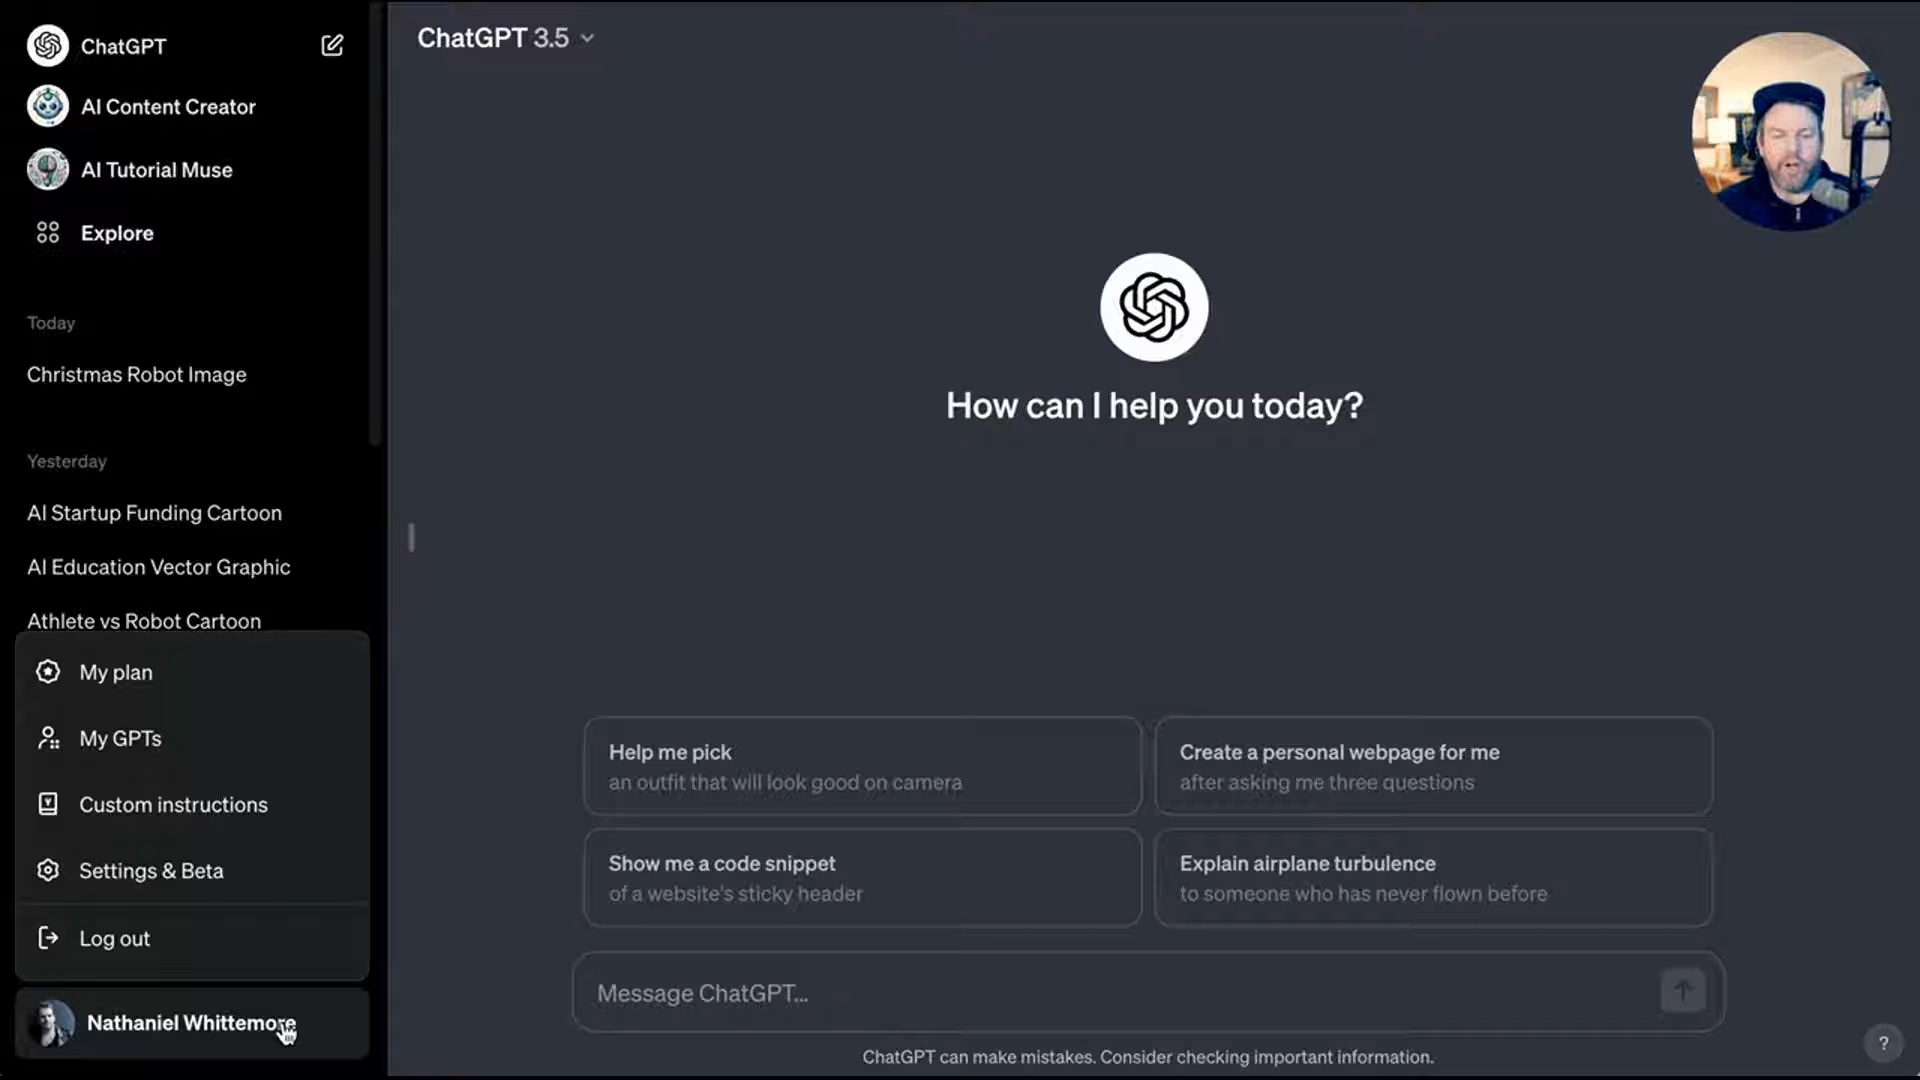 ChatGPT
AI Content Creator
AI Tutorial Muse
Explore
Today
Christmas Robot Image
Yesterday
AI Startup Funding Cartoon
AI Education Vector Graphic
Athlete vs Robot Cartoon
My plan
My GPTs
Custom instructions
Settings & Beta
Log out
Nathaniel Whittemore
ChatGPT 3.5
How can I help you today?
Help me pick
an outfit that will look good on camera
Create a personal webpage for me
after asking me three questions
Show me a code snippet
of a website's sticky header
Explain airplane turbulence
to someone who has never flown before
Message ChatGPT...
ChatGPT can make mistakes. Consider checking important information.
?